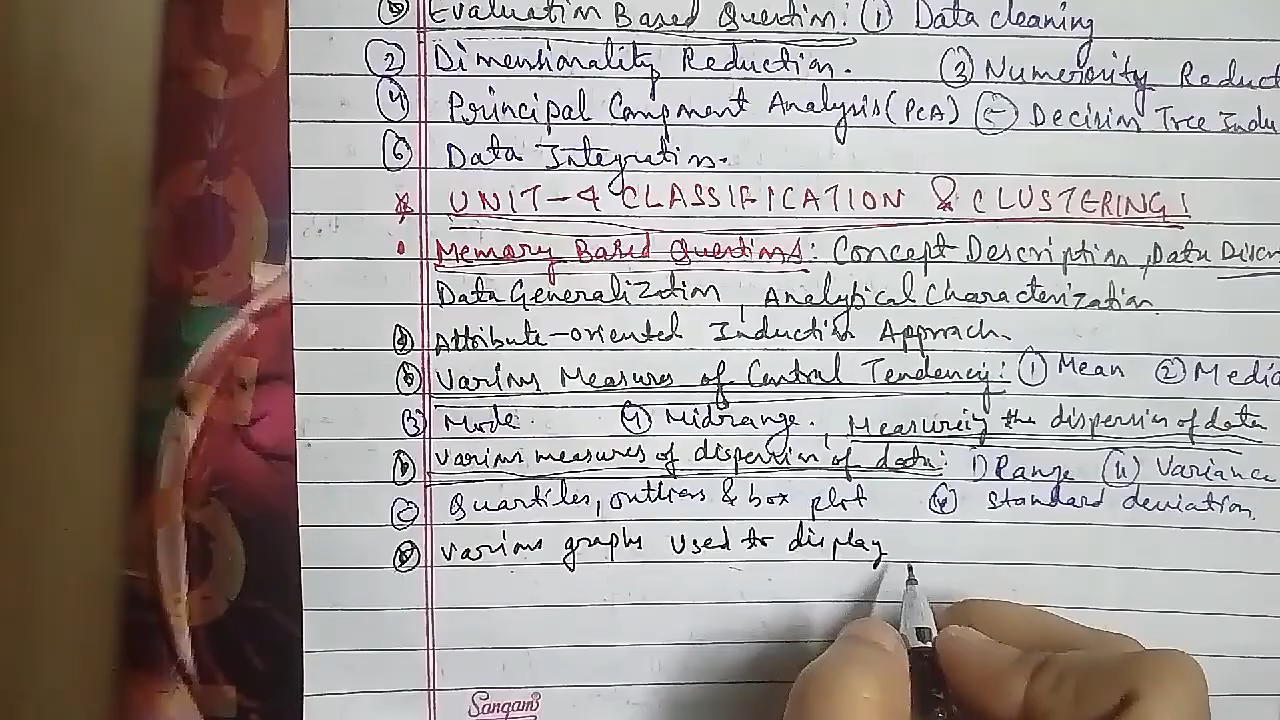 (b) Evaluation Based Question: (1) Data cleaning
(2) Dimensionality Reduction. (3) Numerosity Reduct
(4) Principal Component Analysis (PCA) (5) Decision Tree Indu
(6) Data Integration.
* UNIT-4 CLASSIFICATION & CLUSTERING:
• Memory Based Questions: Concept Description, Data Discr
Data Generalization, Analytical Characterization
(a) Attribute-oriented Induction Approach
(b) Various Measures of Central Tendency: (1) Mean (2) Media
(3) Mode. (4) Midrange. , Measuring the dispersion of data
(b) Various measures of dispersion of data: 1) Range (ii) Variance
(c) Quartiles, outliers & box plot (4) Standard deviation
Various graphs used to display
Sangam